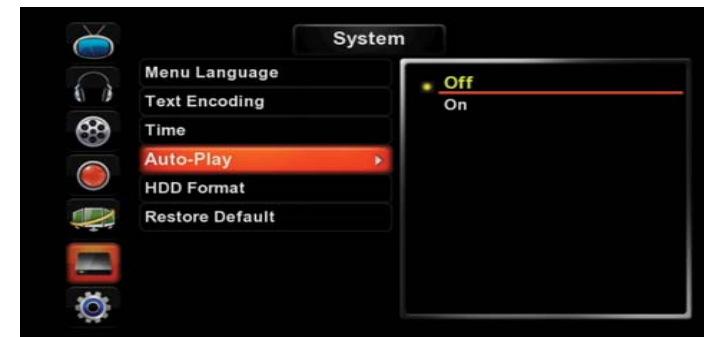 System
Menu Language
Text Encoding
Time
Auto-Play
HDD Format
Restore Default
Off
On